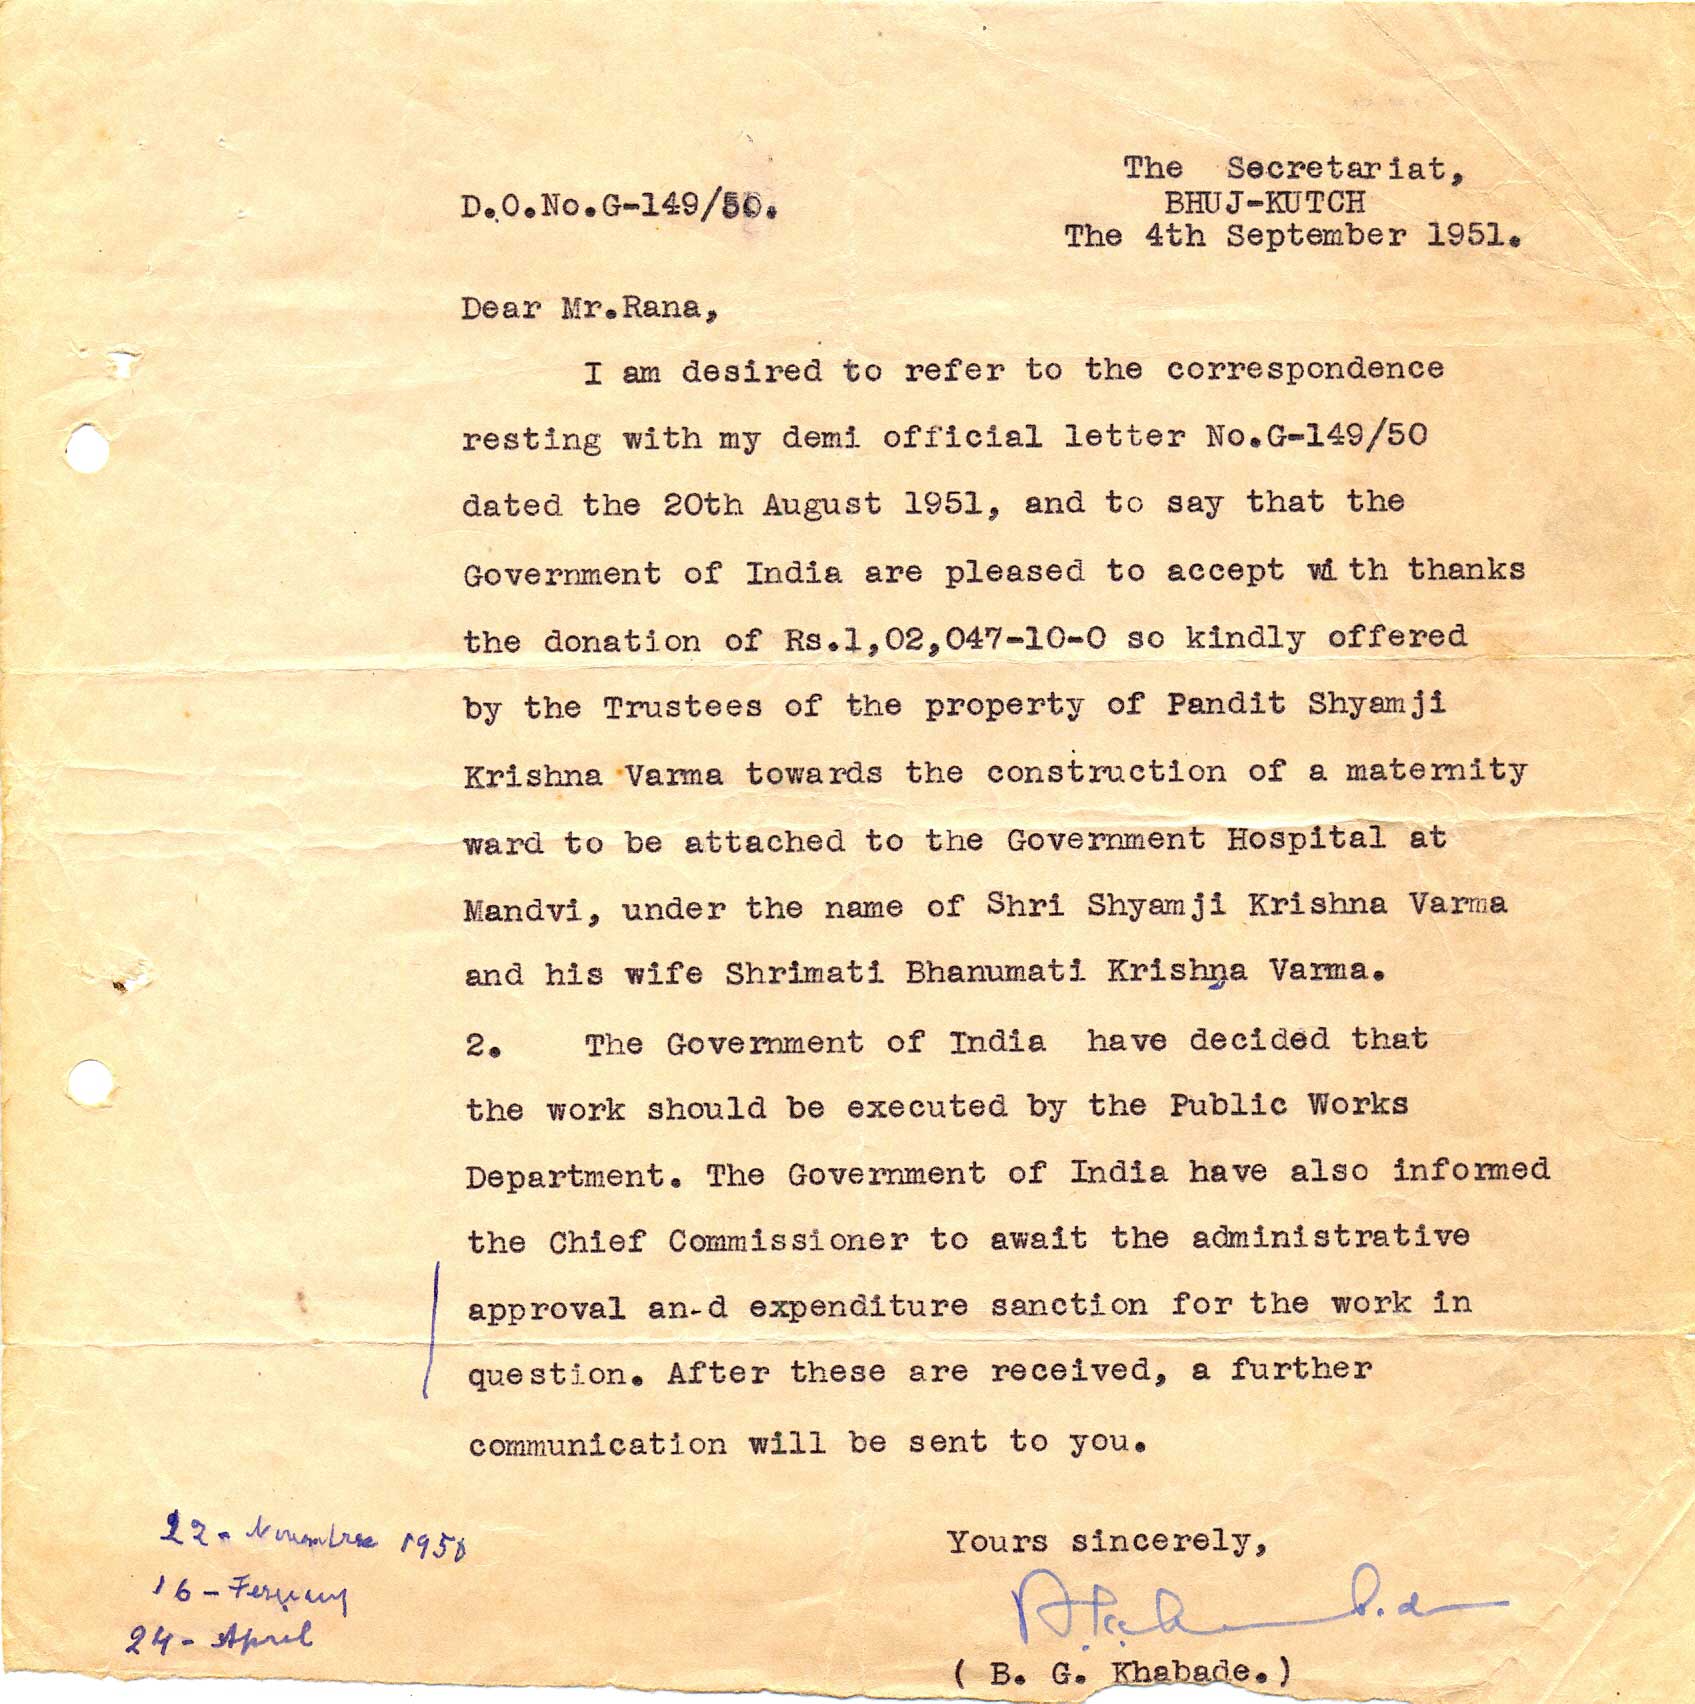 The Secretariat,
D.O.No.G-149/50.
BHUJ-KUTCH
The 4th September 1951.
Dear Mr.Rana,
I am desired to refer to the correspondence
resting with my demi official letter No.G-149/50
dated the 20th August 1951, and to say that the
Government of India are pleased to accept with thanks
the donation of Rs.1,02,047-10-0 so kindly offered
by the Trustees of the property of Pandit Shyamji
Krishna Varma towards the construction of a maternity
ward to be attached to the Government Hospital at
Mandvi, under the name of Shri Shyamji Krishna Varma
and his wife Shrimati Bhanumati Krishna Varma.
2. The Government of India have decided that
the work should be executed by the Public Works
Department. The Government of India have also informed
the Chief Commissioner to await the administrative
approval an-d expenditure sanction for the work in
question. After these are received, a further
communication will be sent to you.
22- Novembre 1951
16-
24- April
Yours sincerely,
( B. G. Khabade.)